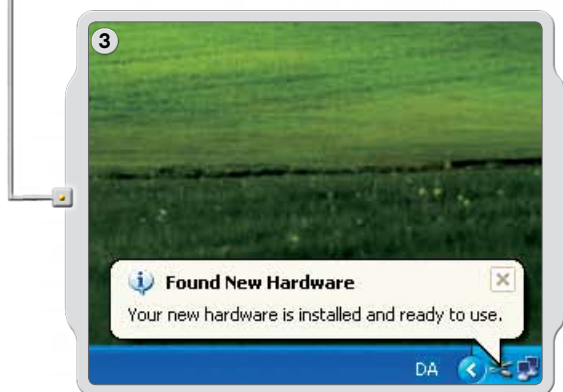 3
Found New Hardware
Your new hardware is installed and ready to use.
DA